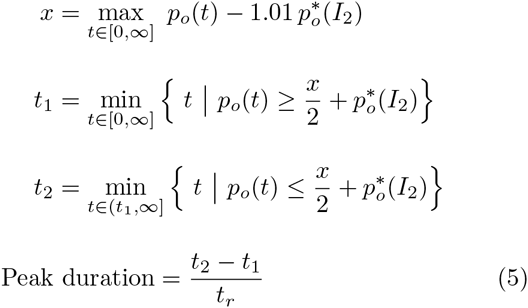 x = max_{t∈[0,∞]} p_o(t) − 1.01 p_o^*(I_2)
t_1 = min_{t∈[0,∞]} { t | p_o(t) ≥ x/2 + p_o^*(I_2) }
t_2 = min_{t∈(t_1,∞]} { t | p_o(t) ≤ x/2 + p_o^*(I_2) }
Peak duration = (t_2 − t_1)/t_r (5)